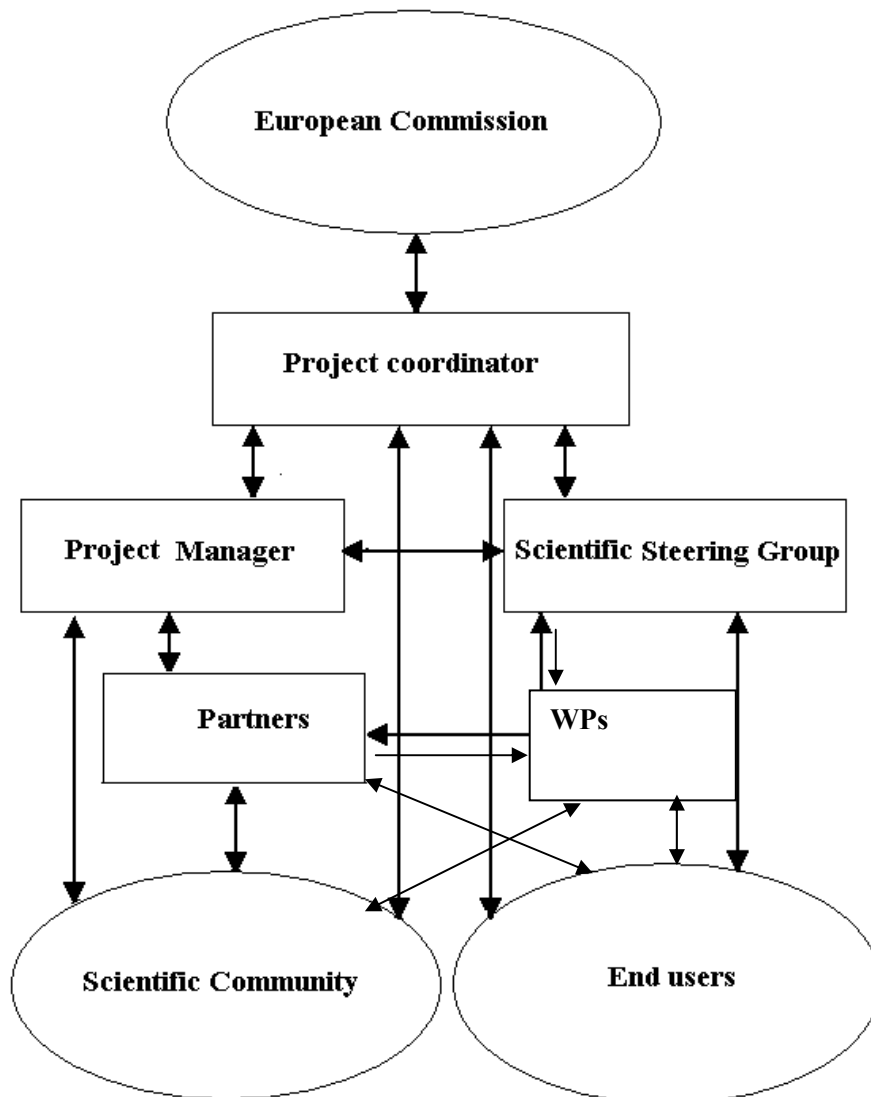 European Commission
Project coordinator
Project Manager
Scientific Steering Group
Partners
WPs
Scientific Community
End users